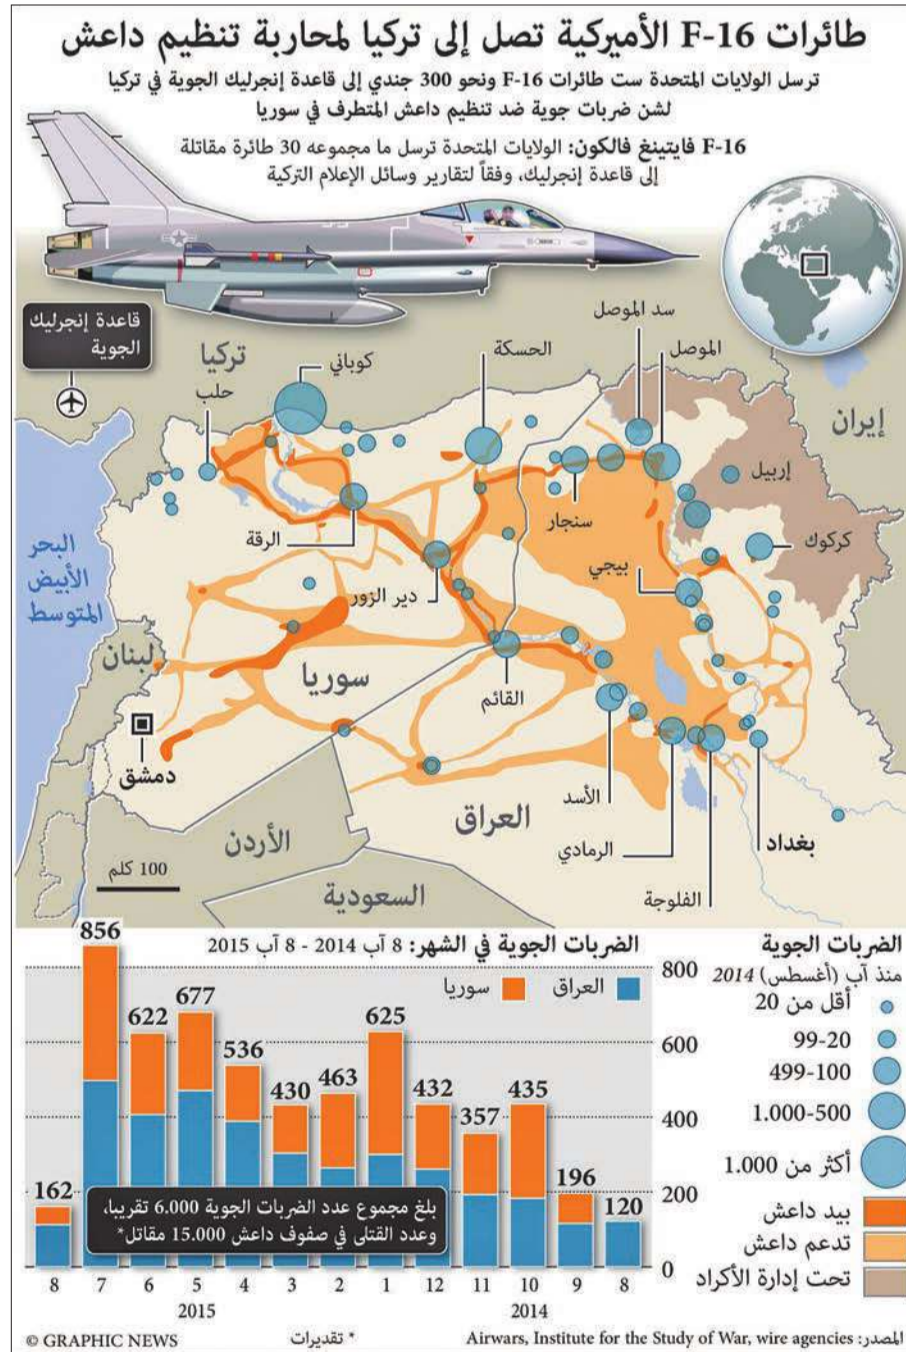 طائرات F-16 الأميركية تصل إلى تركيا لمحاربة تنظيم داعش
ترسل الولايات المتحدة ست طائرات F-16 ونحو 300 جندي إلى قاعدة إنجرليك الجوية في تركيا
لشن ضربات جوية ضد تنظيم داعش المتطرف في سوريا
F-16 فايتينغ فالكون: الولايات المتحدة ترسل ما مجموعه 30 طائرة مقاتلة
إلى قاعدة إنجرليك، وفقاً لتقارير وسائل الإعلام التركية
قاعدة إنجرليك
الجوية
سد الموصل
الموصل
الحسكة
كوباني
تركيا
حلب
إيران
إربيل
سنجار
كركوك
الرقة
بيجي
دير الزور
البحر
الأبيض
المتوسط
لبنان
سوريا
القائم
دمشق
الأسد
العراق
الرمادي
بغداد
الفلوجة
الأردن
السعودية
100 كلم
الضربات الجوية
منذ آب (أغسطس) 2014
أقل من 20
99-20
499-100
1.000-500
أكثر من 1.000
بيد داعش
تدعم داعش
تحت إدارة الأكراد
الضربات الجوية في الشهر: 8 آب 2014 - 8 آب 2015
العراق
سوريا
800
600
400
200
0
120
196
435
357
432
625
463
430
536
677
622
856
162
بلغ مجموع عدد الضربات الجوية 6.000 تقريبا،
وعدد القتلى في صفوف داعش 15.000 مقاتل*
8 9 10 11 12 1 2 3 4 5 6 7 8
2014
2015
المصدر: Airwars, Institute for the Study of War, wire agencies
* تقديرات
© GRAPHIC NEWS